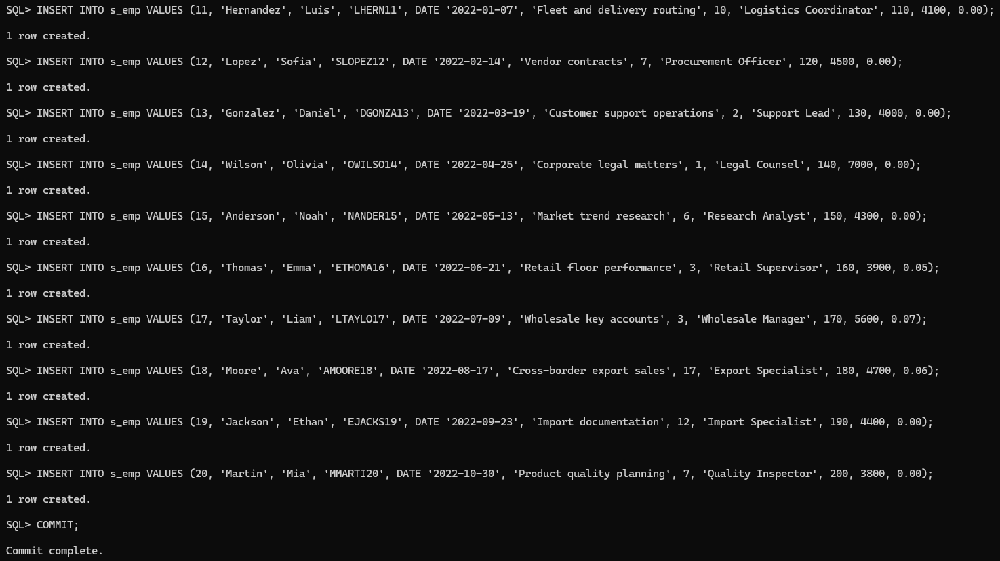 SQL> INSERT INTO s_emp VALUES (11, 'Hernandez', 'Luis', 'LHERN11', DATE '2022-01-07', 'Fleet and delivery routing', 10, 'Logistics Coordinator', 110, 4100, 0.00);
1 row created.
SQL> INSERT INTO s_emp VALUES (12, 'Lopez', 'Sofia', 'SLOPEZ12', DATE '2022-02-14', 'Vendor contracts', 7, 'Procurement Officer', 120, 4500, 0.00);
1 row created.
SQL> INSERT INTO s_emp VALUES (13, 'Gonzalez', 'Daniel', 'DGONZA13', DATE '2022-03-19', 'Customer support operations', 2, 'Support Lead', 130, 4000, 0.00);
1 row created.
SQL> INSERT INTO s_emp VALUES (14, 'Wilson', 'Olivia', 'OWILSO14', DATE '2022-04-25', 'Corporate legal matters', 1, 'Legal Counsel', 140, 7000, 0.00);
1 row created.
SQL> INSERT INTO s_emp VALUES (15, 'Anderson', 'Noah', 'NANDER15', DATE '2022-05-13', 'Market trend research', 6, 'Research Analyst', 150, 4300, 0.00);
1 row created.
SQL> INSERT INTO s_emp VALUES (16, 'Thomas', 'Emma', 'ETHOMA16', DATE '2022-06-21', 'Retail floor performance', 3, 'Retail Supervisor', 160, 3900, 0.05);
1 row created.
SQL> INSERT INTO s_emp VALUES (17, 'Taylor', 'Liam', 'LTAYLO17', DATE '2022-07-09', 'Wholesale key accounts', 3, 'Wholesale Manager', 170, 5600, 0.07);
1 row created.
SQL> INSERT INTO s_emp VALUES (18, 'Moore', 'Ava', 'AMOORE18', DATE '2022-08-17', 'Cross-border export sales', 17, 'Export Specialist', 180, 4700, 0.06);
1 row created.
SQL> INSERT INTO s_emp VALUES (19, 'Jackson', 'Ethan', 'EJACKS19', DATE '2022-09-23', 'Import documentation', 12, 'Import Specialist', 190, 4400, 0.00);
1 row created.
SQL> INSERT INTO s_emp VALUES (20, 'Martin', 'Mia', 'MMARTI20', DATE '2022-10-30', 'Product quality planning', 7, 'Quality Inspector', 200, 3800, 0.00);
1 row created.
SQL> COMMIT;
Commit complete.